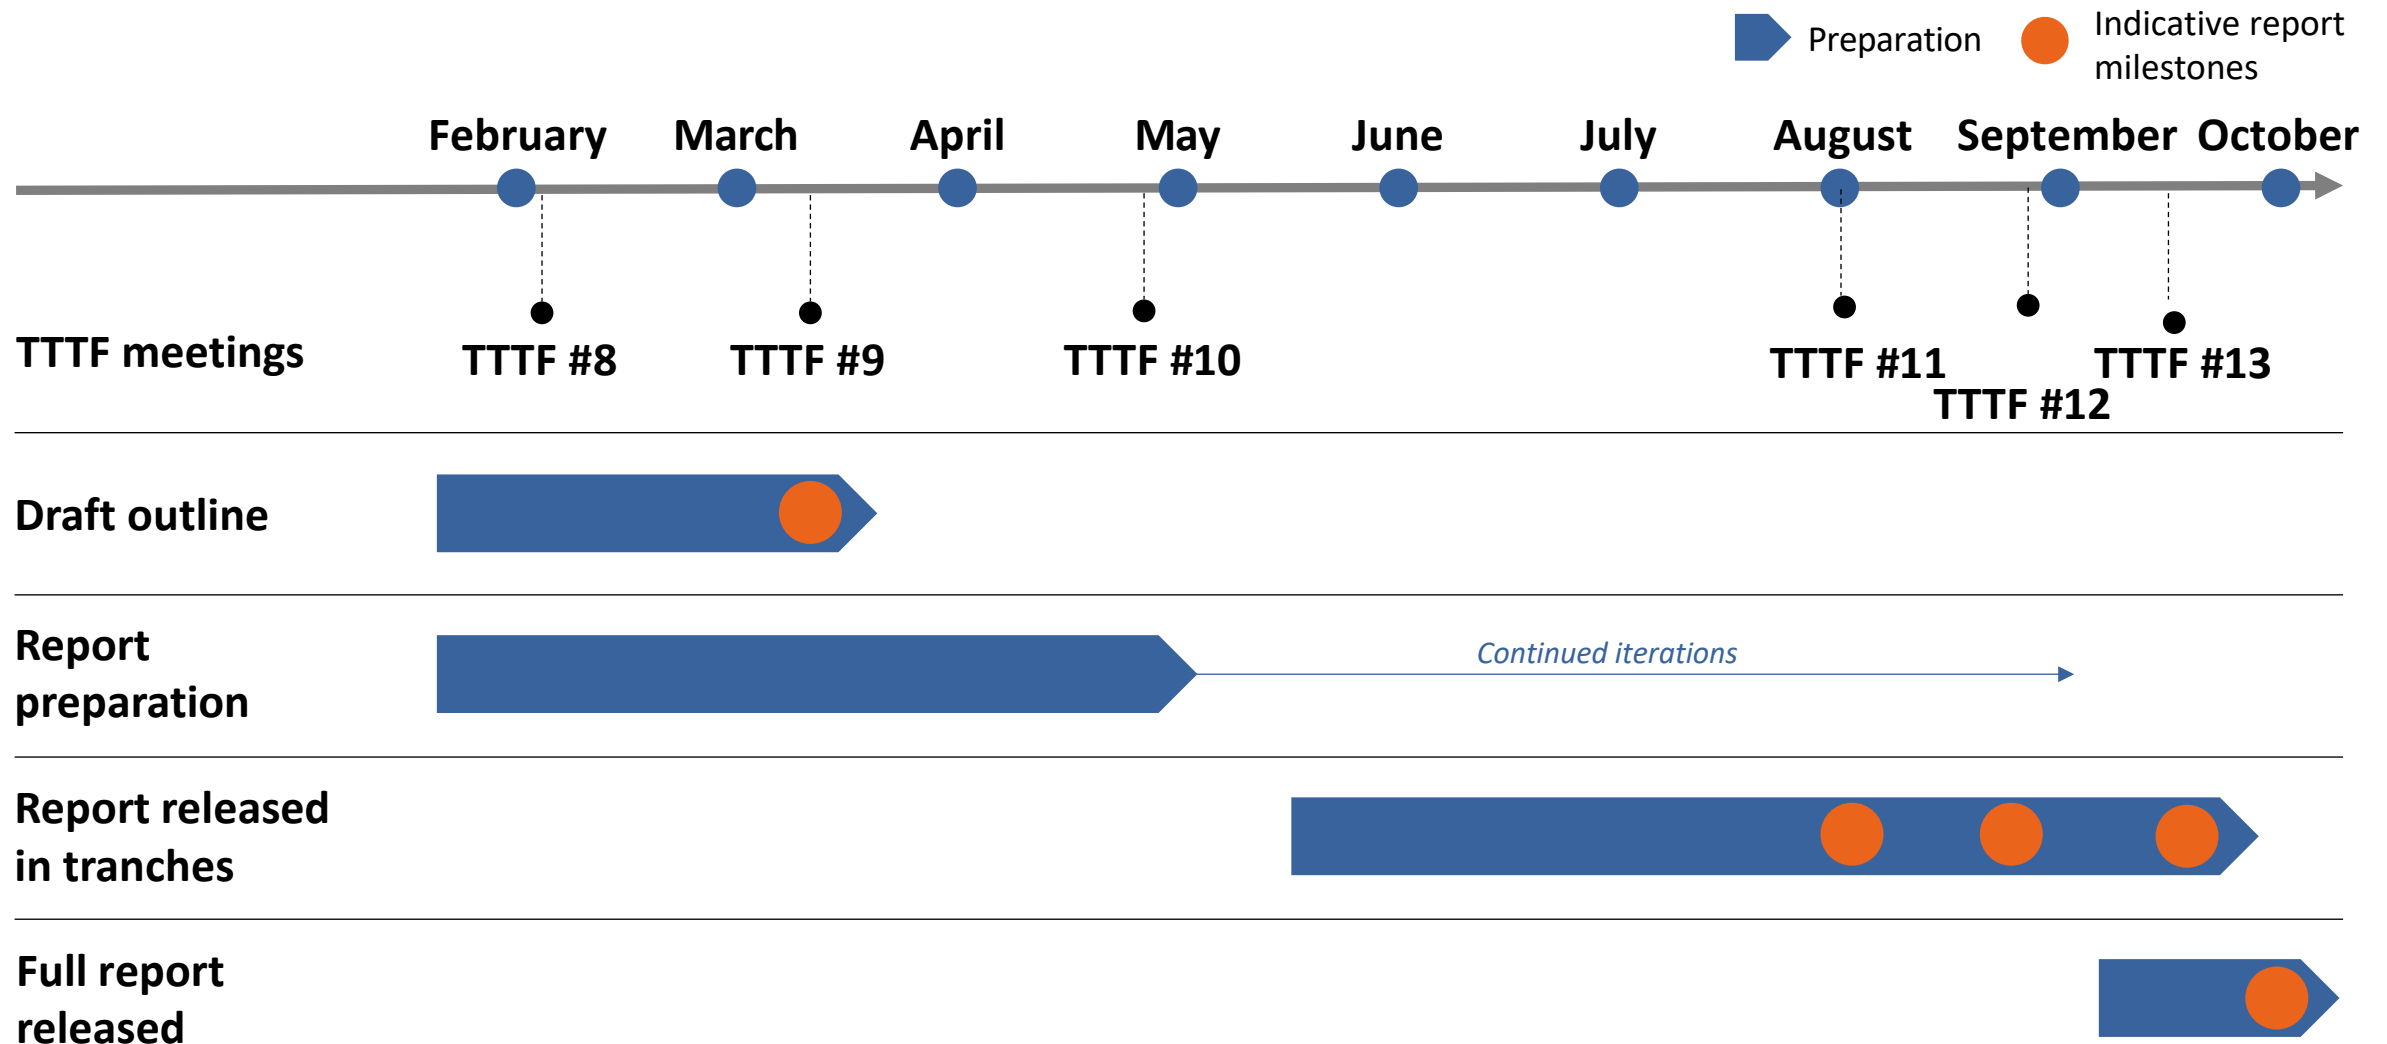 Preparation
Indicative report
milestones
February March April May June July August September October
TTTF meetings
TTTF #8 TTTF #9 TTTF #10 TTTF #11 TTTF #13
TTTF #12
Draft outline
Report
preparation
Continued iterations
Report released
in tranches
Full report
released